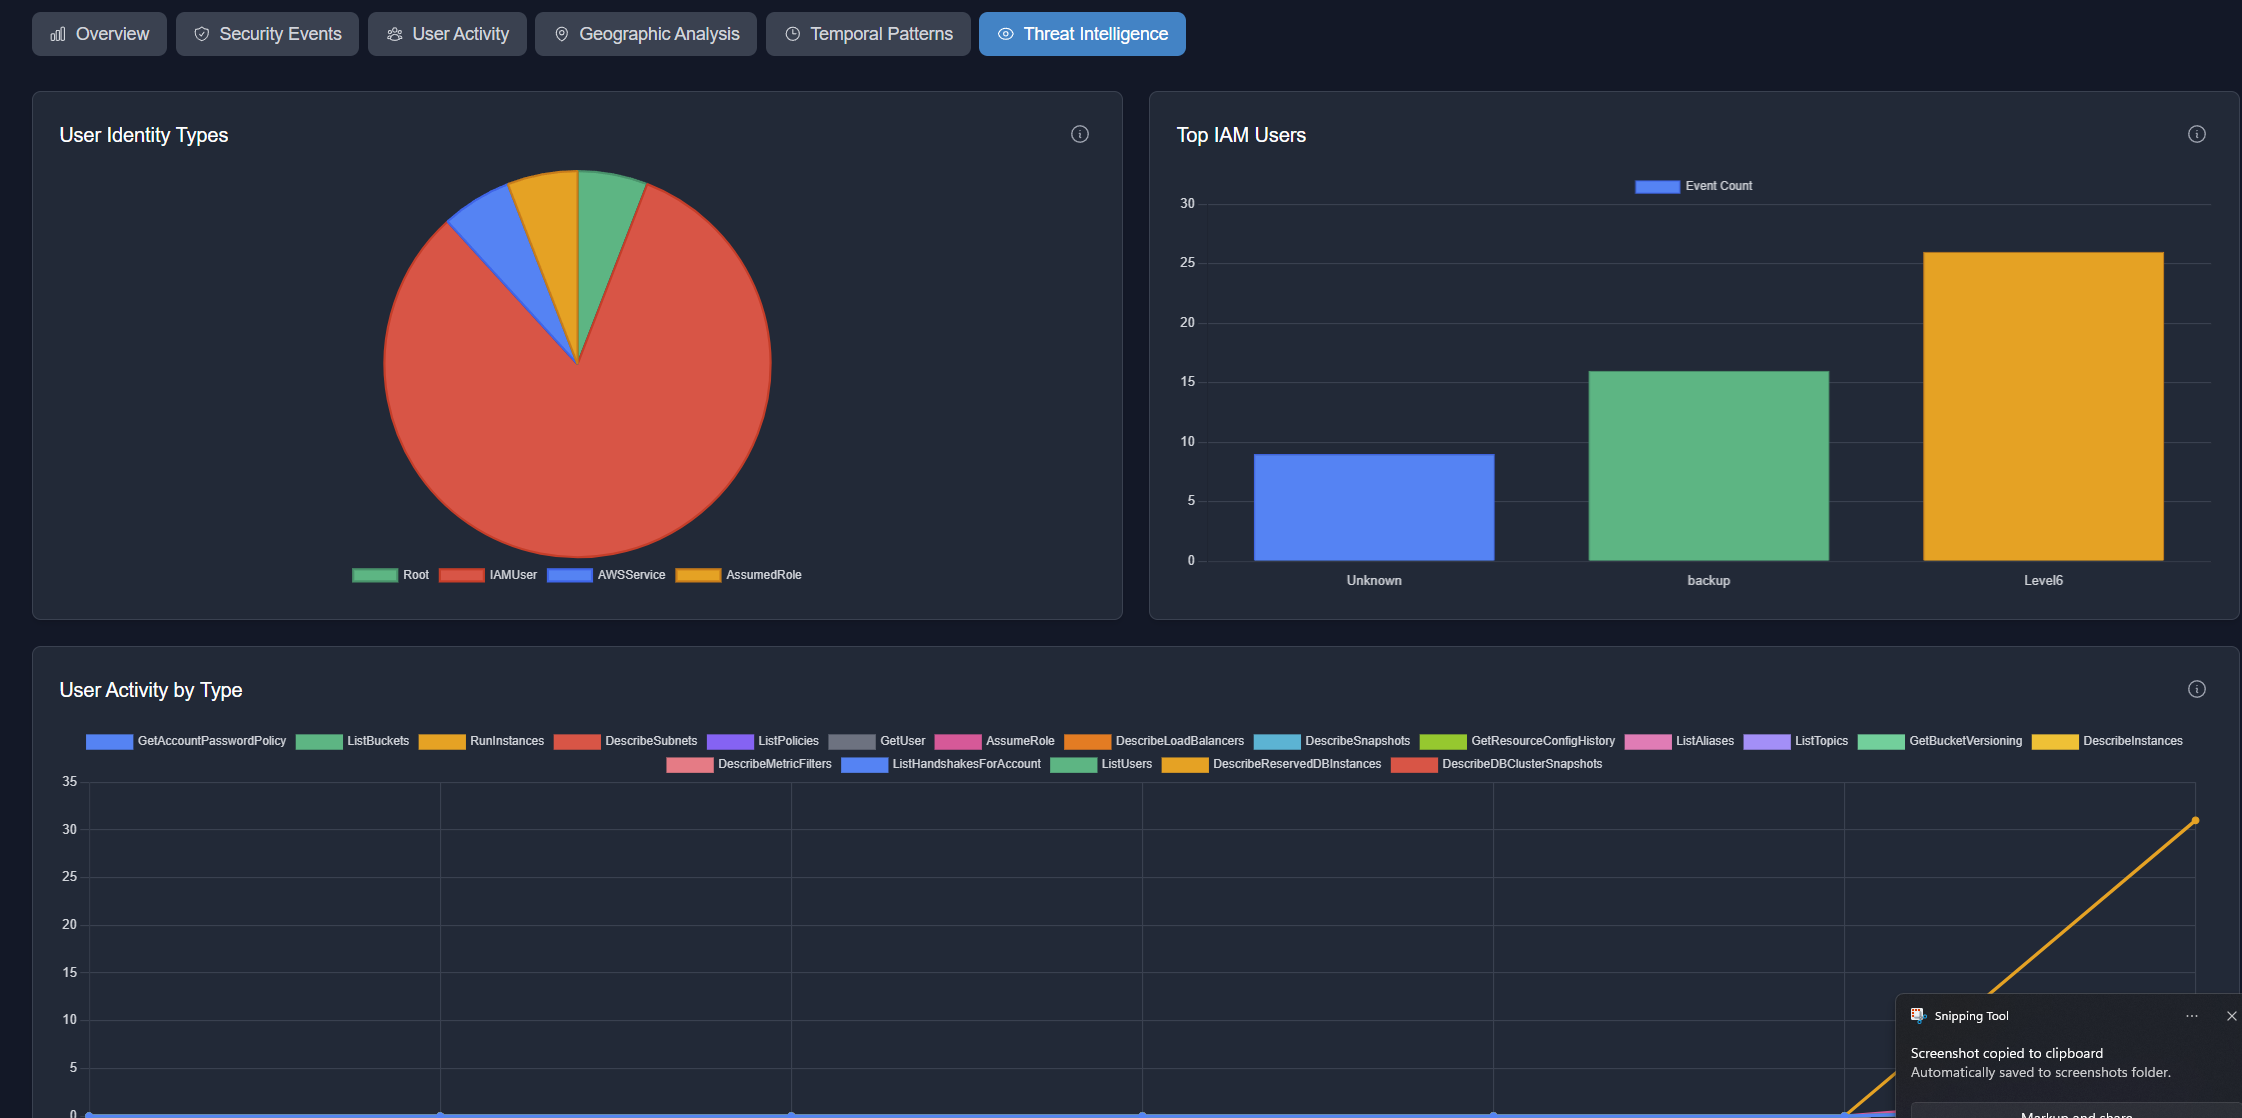 Overview Security Events User Activity Geographic Analysis Temporal Patterns Threat Intelligence
User Identity Types
Root IAMUser AWSService AssumedRole
Top IAM Users
Event Count
30
25
20
15
10
5
0
Unknown backup Level6
User Activity by Type
GetAccountPasswordPolicy ListBuckets RunInstances DescribeSubnets ListPolicies GetUser AssumeRole DescribeLoadBalancers DescribeSnapshots GetResourceConfigHistory ListAliases ListTopics GetBucketVersioning DescribeInstances
DescribeMetricFilters ListHandshakesForAccount ListUsers DescribeReservedDBInstances DescribeDBClusterSnapshots
35
30
25
20
15
10
5
0
Snipping Tool
Screenshot copied to clipboard
Automatically saved to screenshots folder.
Markup and share